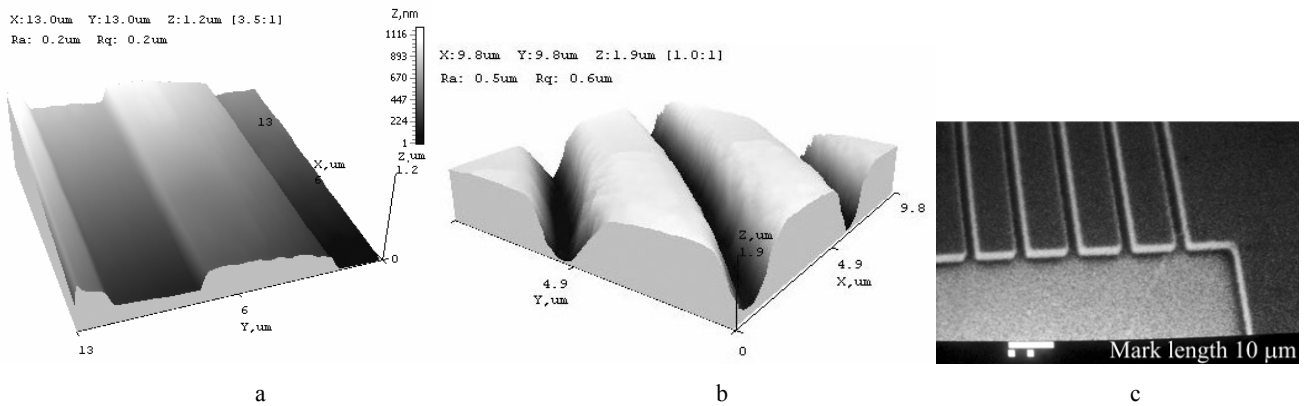 X:13.0um Y:13.0um Z:1.2um [3.5:1]
Ra: 0.2um Rq: 0.2um
Z,nm
1116
893
670
447
224
1
Z,um
1.2
13
X,um
6
0
6
Y,um
13
a
X:9.8um Y:9.8um Z:1.9um [1.0:1]
Ra: 0.5um Rq: 0.6um
Z,um
1.9
9.8
4.9
X,um
4.9
Y,um
0
b
Mark length 10 μm
c